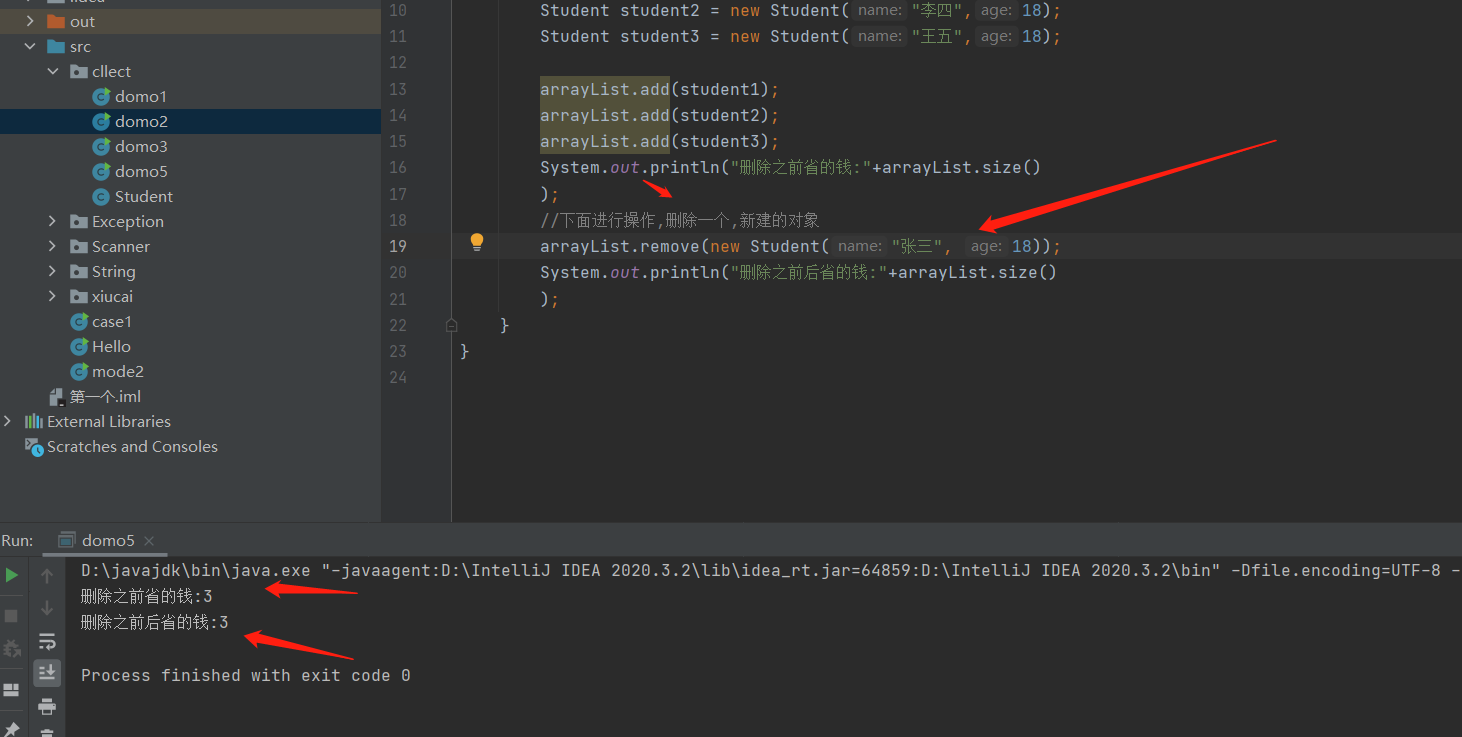 out
src
cllect
domo1
domo2
domo3
domo5
Student
Exception
Scanner
String
xiucai
case1
Hello
mode2
第一个.iml
External Libraries
Scratches and Consoles
10 Student student2 = new Student( name: "李四", age: 18);
11 Student student3 = new Student( name: "王五", age: 18);
12
13 arrayList.add(student1);
14 arrayList.add(student2);
15 arrayList.add(student3);
16 System.out.println("删除之前省的钱:"+arrayList.size()
17 );
18 //下面进行操作,删除一个,新建的对象
19 arrayList.remove(new Student( name: "张三", age: 18));
20 System.out.println("删除之前后省的钱:"+arrayList.size()
21 );
22 }
23 }
24
Run: domo5
D:\javajdk\bin\java.exe "-javaagent:D:\IntelliJ IDEA 2020.3.2\lib\idea_rt.jar=64859:D:\IntelliJ IDEA 2020.3.2\bin" -Dfile.encoding=UTF-8 -
删除之前省的钱:3
删除之前后省的钱:3
Process finished with exit code 0